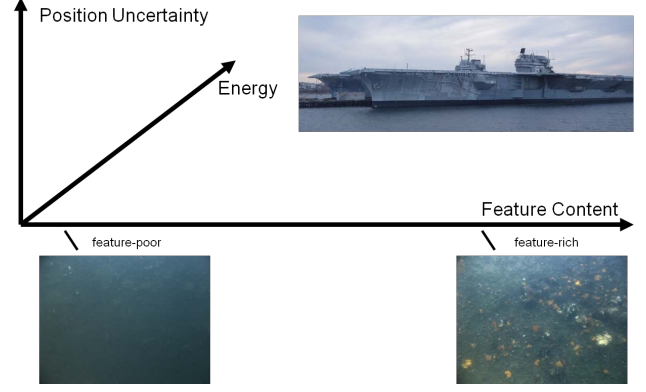 Position Uncertainty
Energy
Feature Content
feature-poor
feature-rich